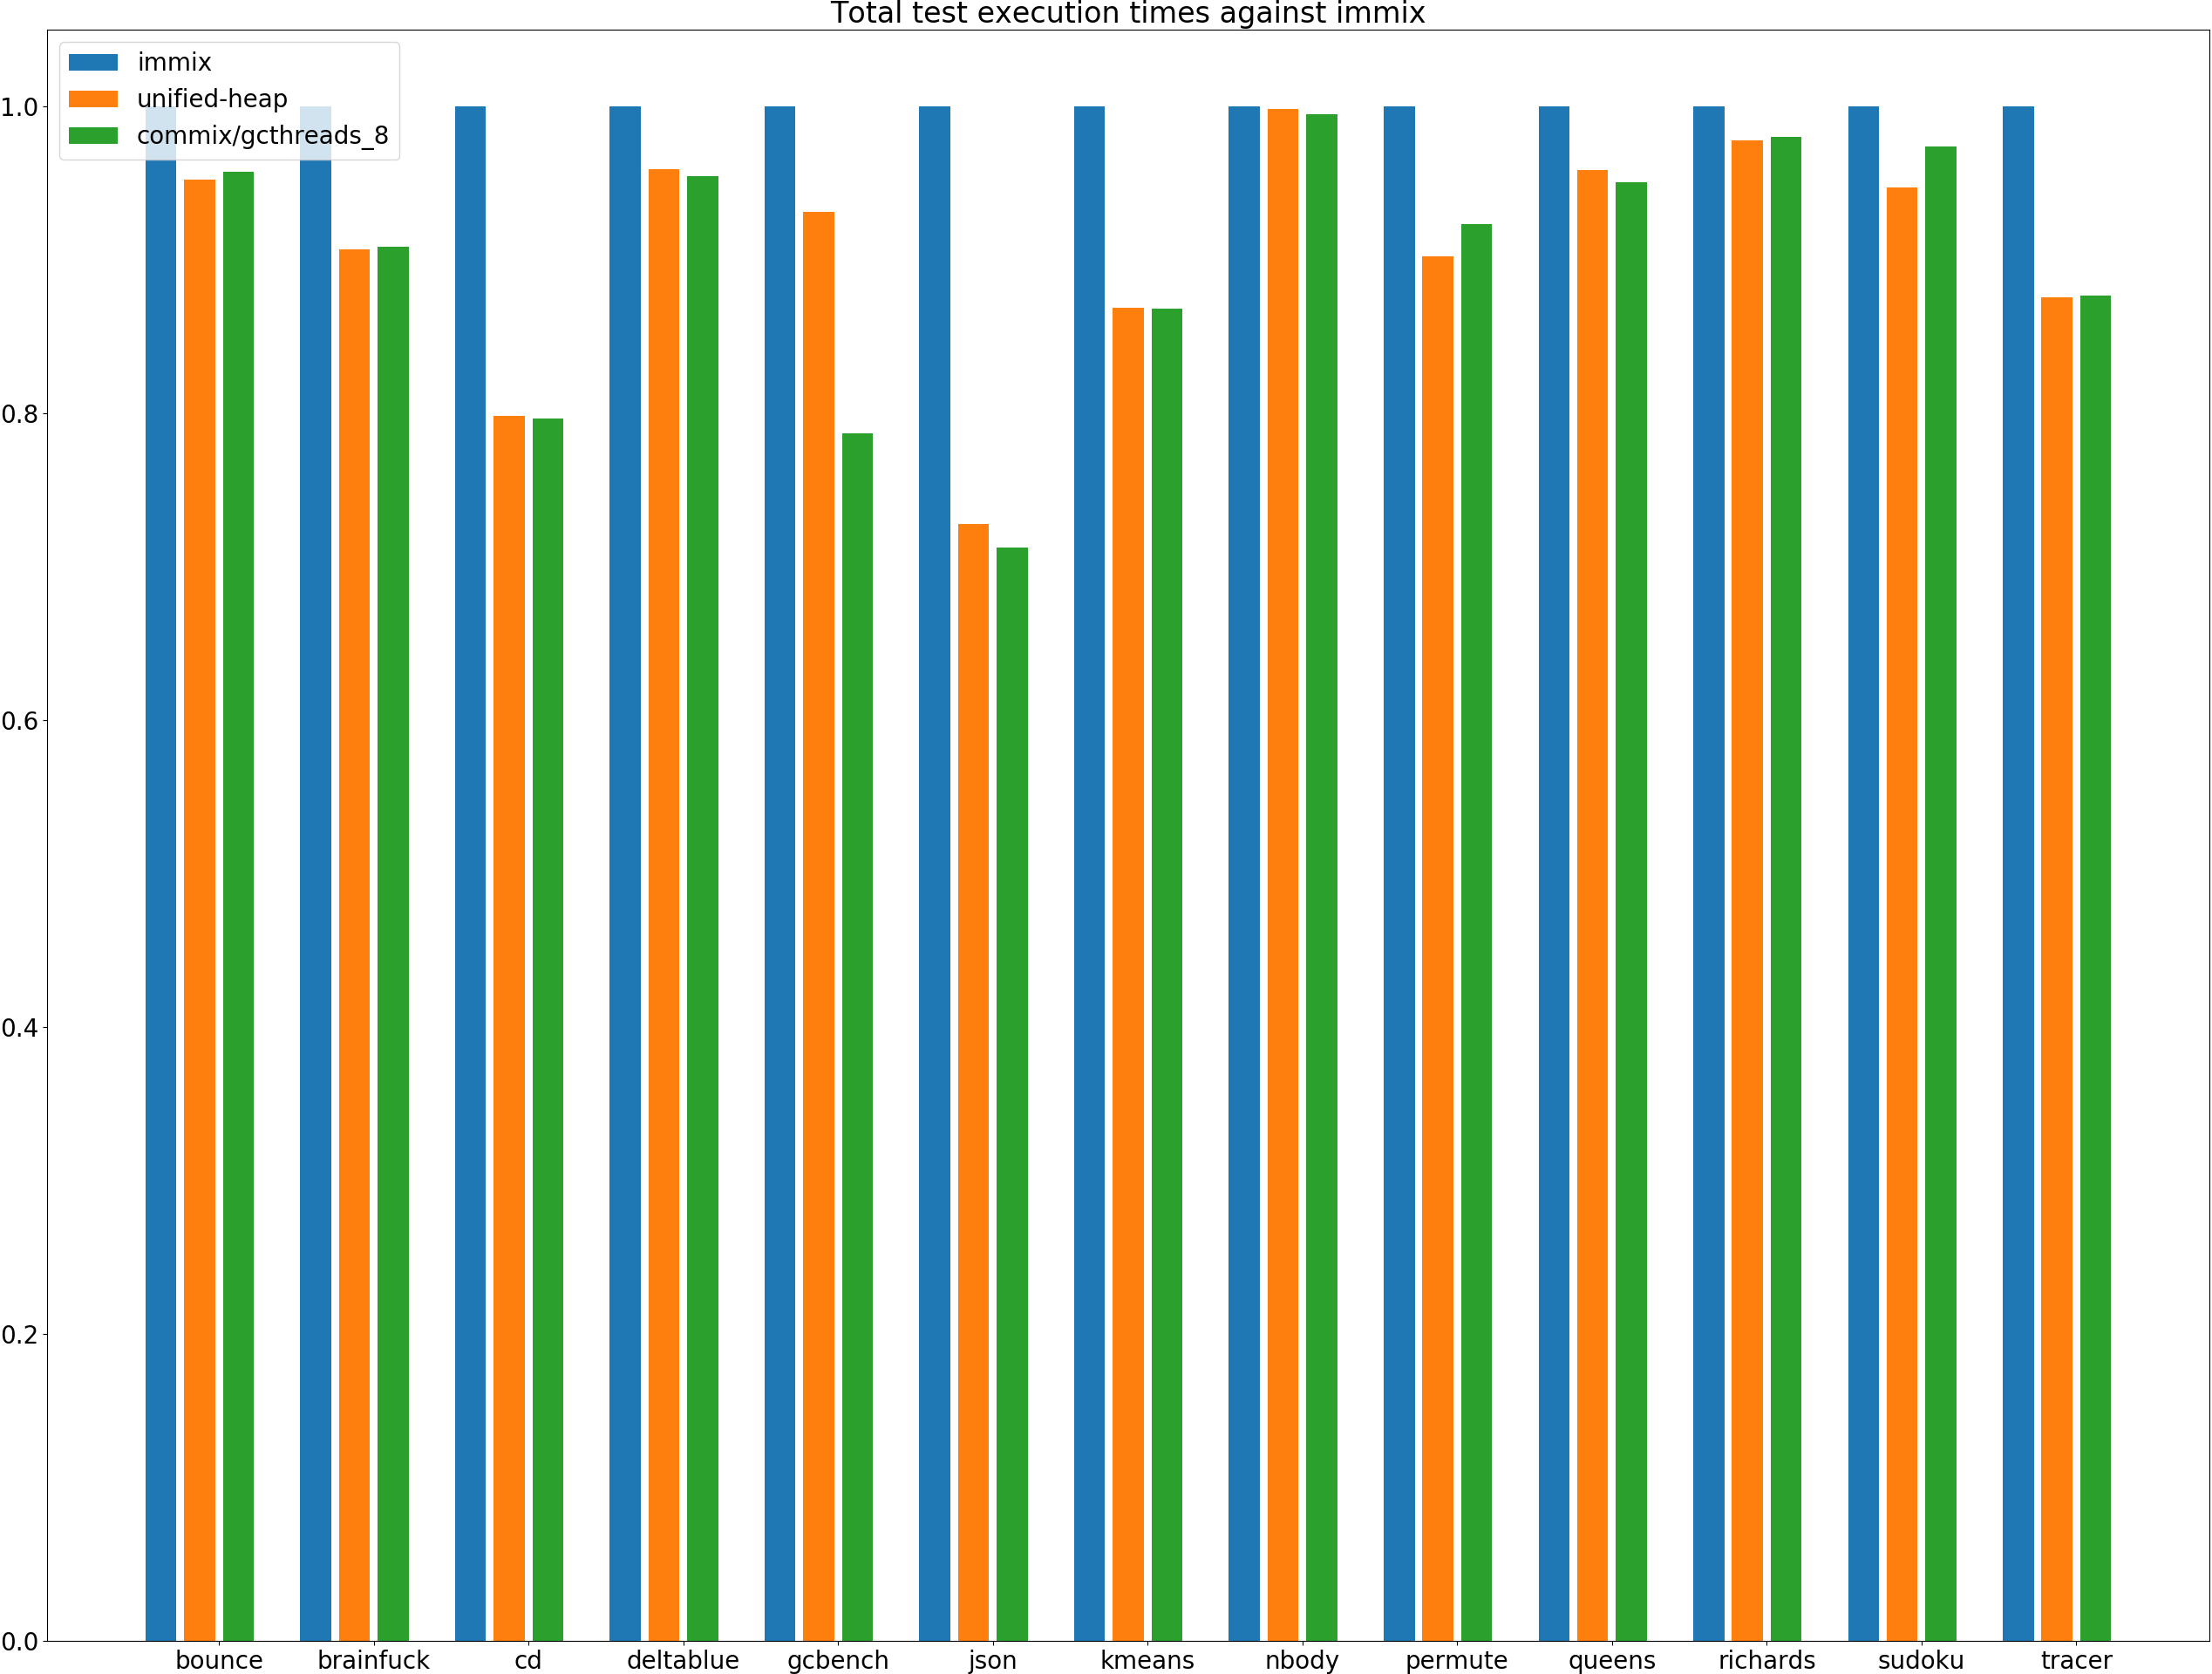 Total test execution times against immix
immix
unified-heap
commix/gcthreads_8
1.0
0.8
0.6
0.4
0.2
0.0
bounce brainfuck cd deltablue gcbench json kmeans nbody permute queens richards sudoku tracer